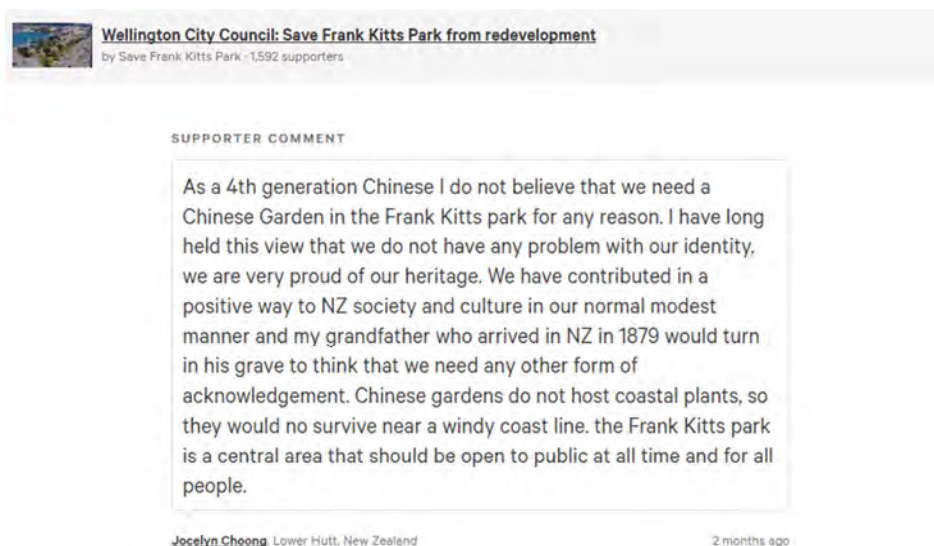 Wellington City Council: Save Frank Kitts Park from redevelopment
by Save Frank Kitts Park · 1,592 supporters
SUPPORTER COMMENT
As a 4th generation Chinese I do not believe that we need a
Chinese Garden in the Frank Kitts park for any reason. I have long
held this view that we do not have any problem with our identity,
we are very proud of our heritage. We have contributed in a
positive way to NZ society and culture in our normal modest
manner and my grandfather who arrived in NZ in 1879 would turn
in his grave to think that we need any other form of
acknowledgement. Chinese gardens do not host coastal plants, so
they would no survive near a windy coast line. the Frank Kitts park
is a central area that should be open to public at all time and for all
people.
Jocelyn Choong, Lower Hutt, New Zealand
2 months ago